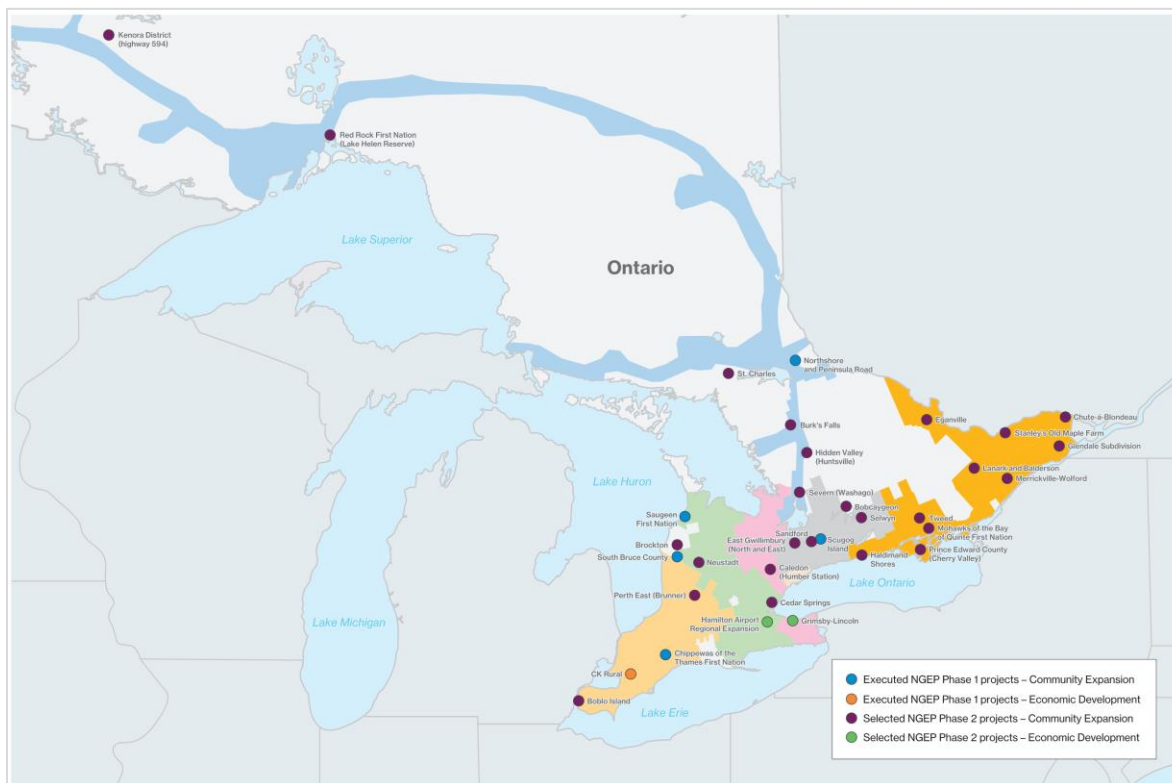 Kenora District
(highway 594)
Red Rock First Nation
(Lake Helen Reserve)
Lake Superior
Ontario
Northshore
and Peninsula Road
St. Charles
Burk's Falls
Hidden Valley
(Huntsville)
Eganville
Chute-à-Blondeau
Stanley's Old Maple Farm
Glendale Subdivision
Lanark and Balderson
Merrickville-Wolford
Lake Huron
Severn (Washago)
Bobcaygeon
Selwyn
Saugeen
First Nation
Tweed
Mohawks of the Bay
of Quinte First Nation
Sandford
East Gwillimbury
(North and East)
Scugog
Island
Brockton
South Bruce County
Neustadt
Haldimand
Shores
Prince Edward County
(Cherry Valley)
Caledon
(Humber Station)
Lake Ontario
Perth East (Brunner)
Cedar Springs
Hamilton Airport
Regional Expansion
Grimsby-Lincoln
Lake Michigan
Chippewas of the
Thames First Nation
CK Rural
Boblo Island
Lake Erie
Executed NGEP Phase 1 projects – Community Expansion
Executed NGEP Phase 1 projects – Economic Development
Selected NGEP Phase 2 projects – Community Expansion
Selected NGEP Phase 2 projects – Economic Development